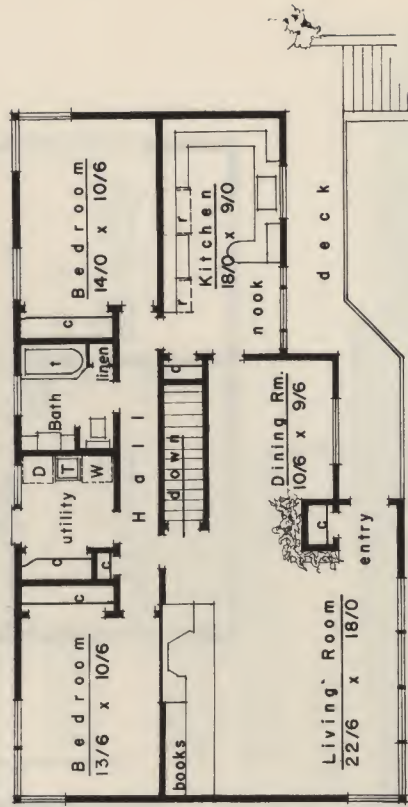 Bedroom
13/6 x 10/6
c
c
c
utility
D
T
W
Bath
t
linen
c
Bedroom
14/0 x 10/6
Hall
books
down
c
r
r
Kitchen
18/0 x 9/0
nook
Living Room
22/6 x 18/0
c
entry
Dining Rm.
10/6 x 9/6
deck